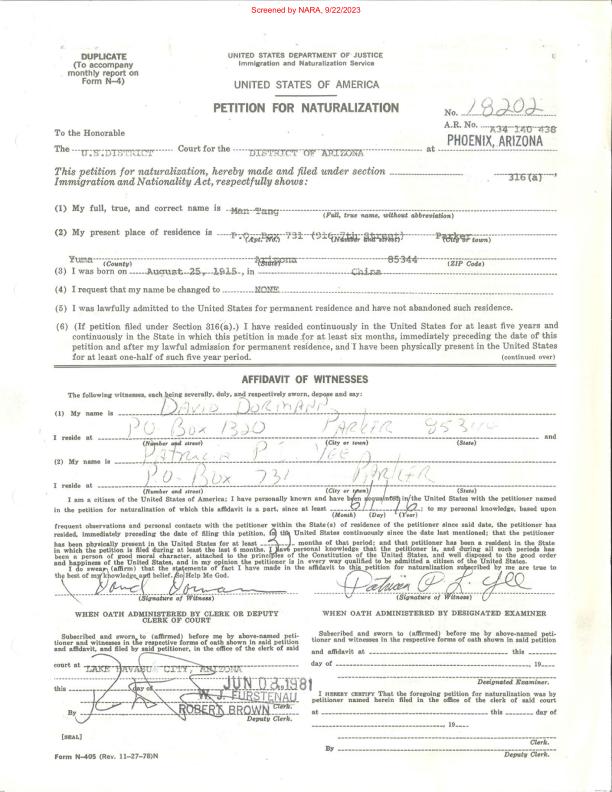 Screened by NARA, 9/22/2023
DUPLICATE
(To accompany
monthly report on
Form N-4)
UNITED STATES DEPARTMENT OF JUSTICE
Immigration and Naturalization Service
UNITED STATES OF AMERICA
PETITION FOR NATURALIZATION
No. 18202
A.R. No. A34 140 438
To the Honorable
PHOENIX, ARIZONA
The U.S.DISTRICT Court for the DISTRICT OF ARIZONA at
This petition for naturalization, hereby made and filed under section 316(a),
Immigration and Nationality Act, respectfully shows:
(1) My full, true, and correct name is Man Tang
(Full, true name, without abbreviation)
(2) My present place of residence is P.O. Box 731 (916 7th Street) Parker
(Apt. No.) (Number and street) (City or town)
Yuma Arizona 85344
(County) (State) (ZIP Code)
(3) I was born on August 25, 1915, in China
(4) I request that my name be changed to NONE
(5) I was lawfully admitted to the United States for permanent residence and have not abandoned such residence.
(6) (If petition filed under Section 316(a).) I have resided continuously in the United States for at least five years and
continuously in the State in which this petition is made for at least six months, immediately preceding the date of this
petition and after my lawful admission for permanent residence, and I have been physically present in the United States
for at least one-half of such five year period. (continued over)
AFFIDAVIT OF WITNESSES
The following witnesses, each being severally, duly, and respectively sworn, depose and say:
(1) My name is DAVID DORMANN
I reside at PO Box 1320 PARKER 85344 and
(Number and street) (City or town) (State)
(2) My name is PATRICIA P YEE
I reside at P.O. Box 731 PARKER
(Number and street) (City or town) (State)
I am a citizen of the United States of America; I have personally known and have been acquainted in the United States with the petitioner named
in the petition for naturalization of which this affidavit is a part, since at least 6/1/76; to my personal knowledge, based upon
(Month) (Day) (Year)
frequent observations and personal contacts with the petitioner within the State(s) of residence of the petitioner since said date, the petitioner has
resided, immediately preceding the date of filing this petition, in the United States continuously since the date last mentioned; that the petitioner
has been physically present in the United States for at least months of that period; and that petitioner has been a resident in the State
in which the petition is filed during at least the last 6 months. I have personal knowledge that the petitioner is, and during all such periods has
been a person of good moral character, attached to the principles of the Constitution of the United States, and well disposed to the good order
and happiness of the United States, and in my opinion the petitioner is in every way qualified to be admitted a citizen of the United States.
I do swear (affirm) that the statements of fact I have made in the affidavit to this petition for naturalization subscribed by me are true to
the best of my knowledge and belief. So Help Me God.
David Dormann Patricia P. L. Yee
(Signature of Witness) (Signature of Witness)
WHEN OATH ADMINISTERED BY CLERK OR DEPUTY
CLERK OF COURT
Subscribed and sworn to (affirmed) before me by above-named peti-
tioner and witnesses in the respective forms of oath shown in said petition
and affidavit, and filed by said petitioner, in the office of the clerk of said
court at LAKE HAVASU CITY, ARIZONA
this day of JUN 03 1981
W. J. FURSTENAU
Clerk.
By ROBERT BROWN
Deputy Clerk.
[SEAL]
WHEN OATH ADMINISTERED BY DESIGNATED EXAMINER
Subscribed and sworn to (affirmed) before me by above-named peti-
tioner and witnesses in the respective forms of oath shown in said petition
and affidavit at this
day of , 19
Designated Examiner.
I HEREBY CERTIFY That the foregoing petition for naturalization was by
petitioner named herein filed in the office of the clerk of said court
at this day of
, 19
Clerk.
By
Deputy Clerk.
Form N-405 (Rev. 11-27-78)N